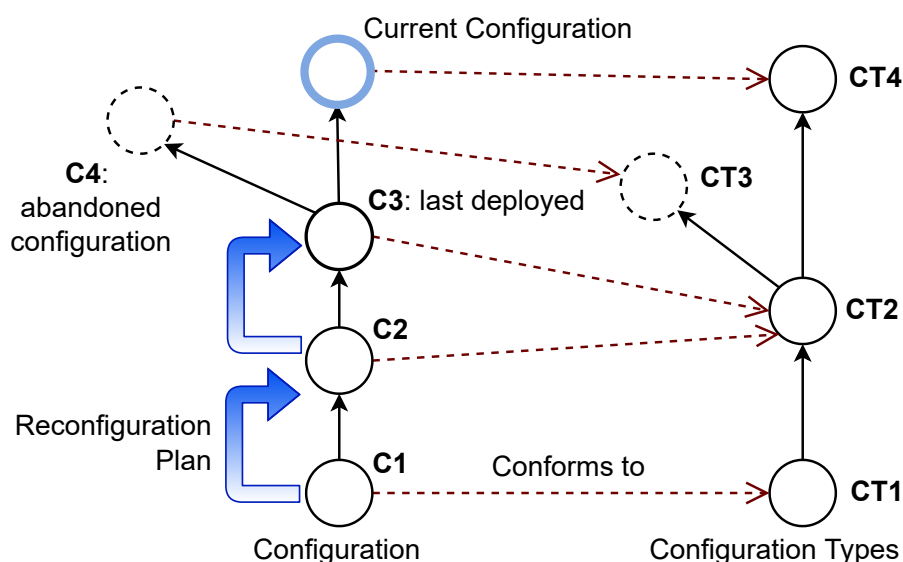 Current Configuration
CT4
C4:
abandoned
configuration
C3: last deployed
CT3
C2
CT2
Reconfiguration
Plan
C1
Conforms to
CT1
Configuration
Configuration Types